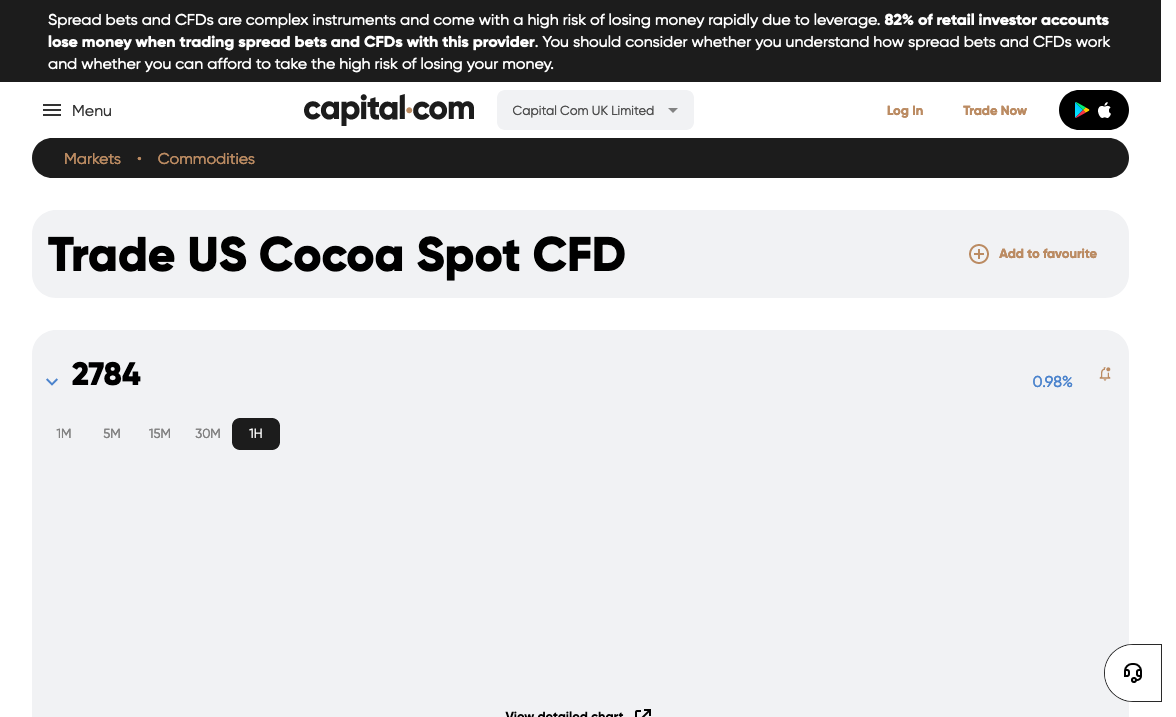 Spread bets and CFDs are complex instruments and come with a high risk of losing money rapidly due to leverage. 82% of retail investor accounts
lose money when trading spread bets and CFDs with this provider. You should consider whether you understand how spread bets and CFDs work
and whether you can afford to take the high risk of losing your money.
Menu
capital.com
Capital Com UK Limited
Log In
Trade Now
Markets
Commodities
Trade US Cocoa Spot CFD
Add to favourite
2784
0.98%
1M
5M
15M
30M
1H
View detailed chart